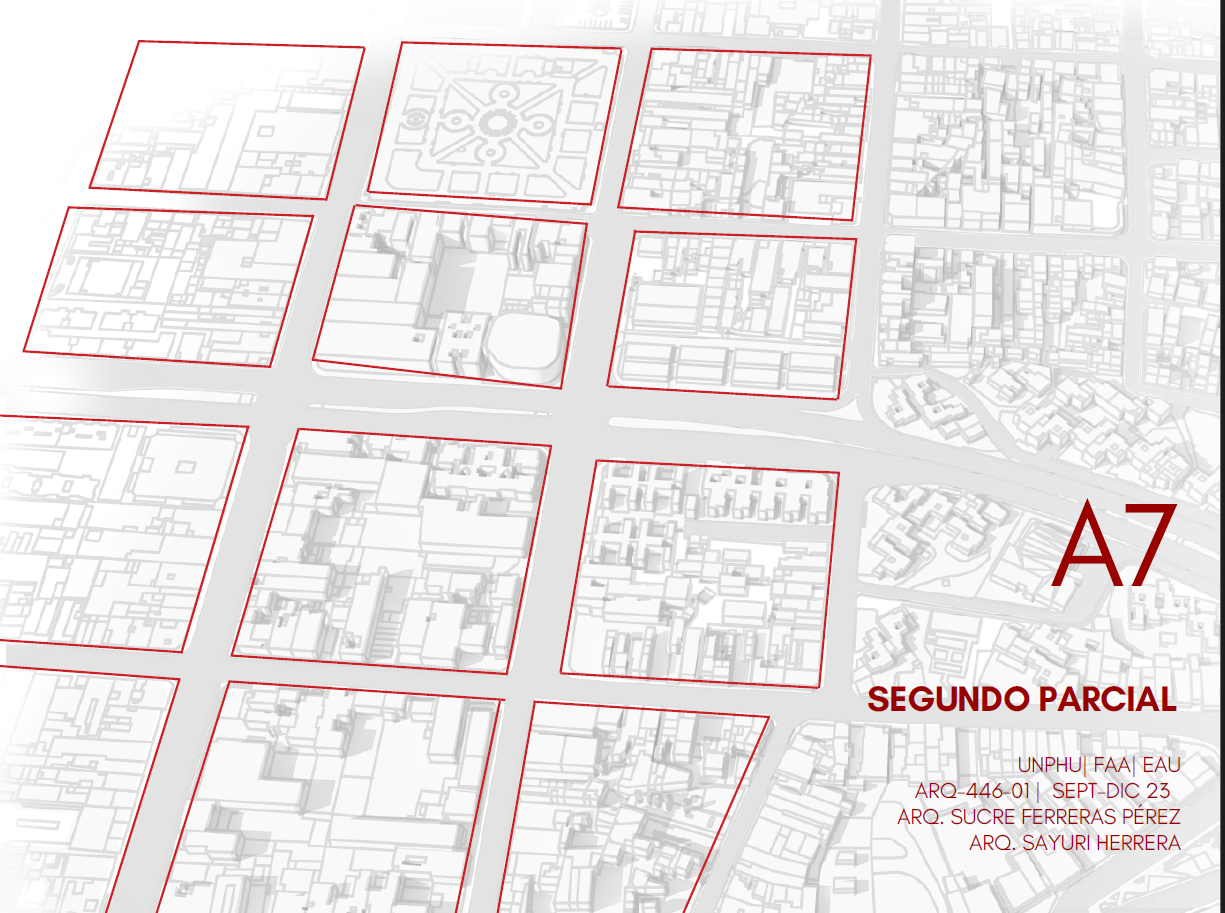 A7
SEGUNDO PARCIAL
UNPHU| FAA| EAU
ARQ-446-01| SEPT-DIC 23
ARQ. SUCRE FERRERAS PÉREZ
ARQ. SAYURI HERRERA